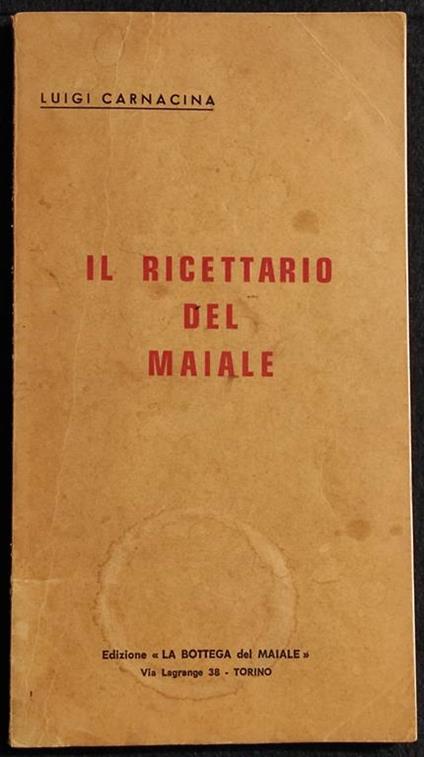 LUIGI CARNACINA
IL RICETTARIO
DEL
MAIALE
Edizione « LA BOTTEGA del MAIALE »
Via Lagrange 38 - TORINO